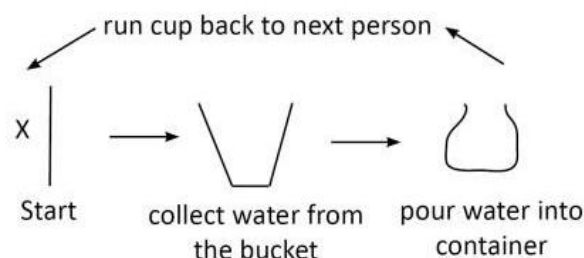 run cup back to next person
X
Start
collect water from
the bucket
pour water into
container